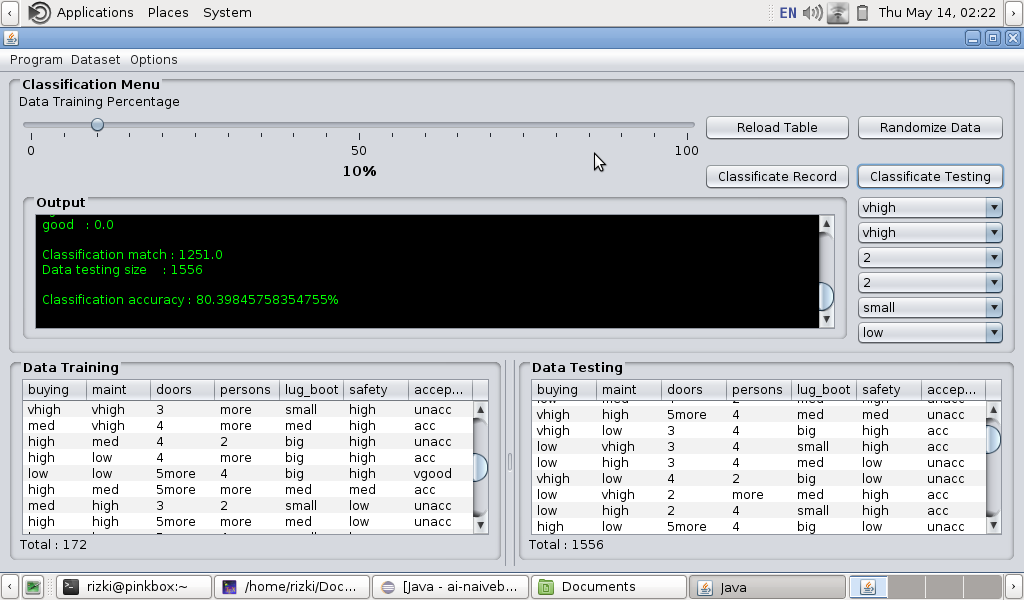 Applications Places System EN Thu May 14, 02:22
Program Dataset Options
Classification Menu
Data Training Percentage
0 50 100
10%
Reload Table Randomize Data
Classificate Record Classificate Testing
Output
good : 0.0
Classification match : 1251.0
Data testing size : 1556
Classification accuracy : 80.39845758354755%
vhigh
vhigh
2
2
small
low
Data Training
buying maint doors persons lug_boot safety accep...
vhigh vhigh 3 more small high unacc
med vhigh 4 more med high acc
high med 4 2 big high unacc
high low 4 more big high acc
low low 5more 4 big high vgood
high med 5more more med med acc
med high 3 2 small low unacc
high high 5more more med low unacc
Total : 172
Data Testing
buying maint doors persons lug_boot safety accep...
vhigh high 5more 4 med med unacc
vhigh low 3 4 big high acc
low vhigh 3 4 small high acc
low high 3 4 med low unacc
vhigh low 4 2 big low unacc
low vhigh 2 more med high acc
low high 2 4 small high acc
high low 5more 4 big low unacc
Total : 1556
rizki@pinkbox:~ /home/rizki/Doc... [Java - ai-naiveb... Documents Java